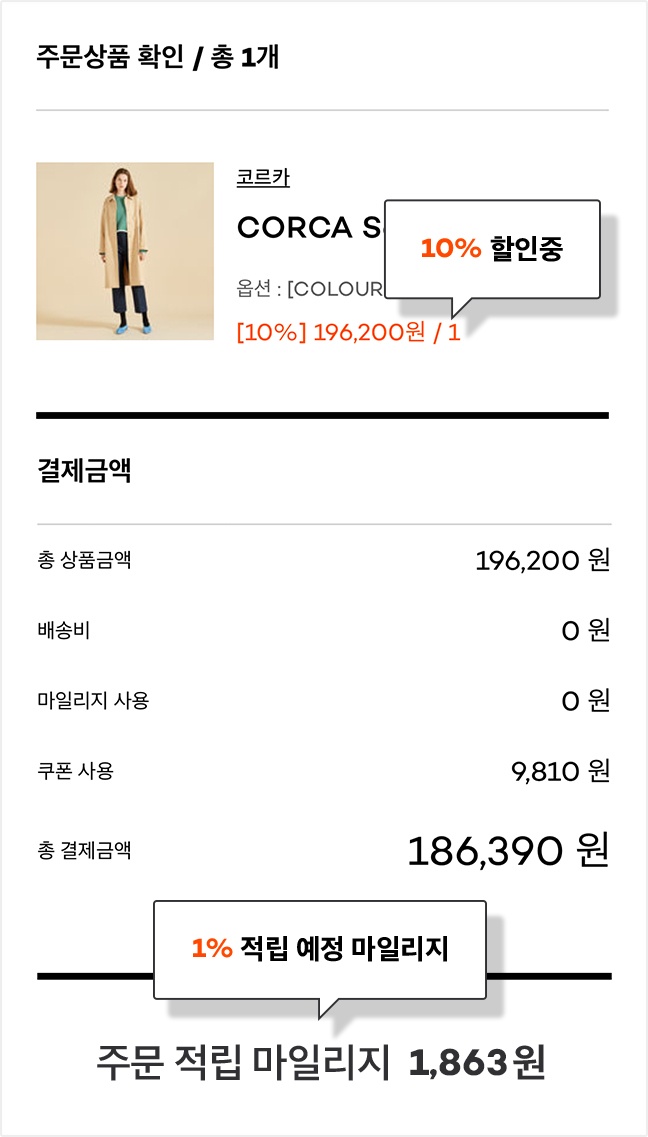 주문상품 확인 / 총 1개
코르카
CORCA
10% 할인중
옵션 : [COLOUR
[10%] 196,200원 / 1
결제금액
총 상품금액 196,200 원
배송비 0 원
마일리지 사용 0 원
쿠폰 사용 9,810 원
총 결제금액 186,390 원
1% 적립 예정 마일리지
주문 적립 마일리지 1,863원